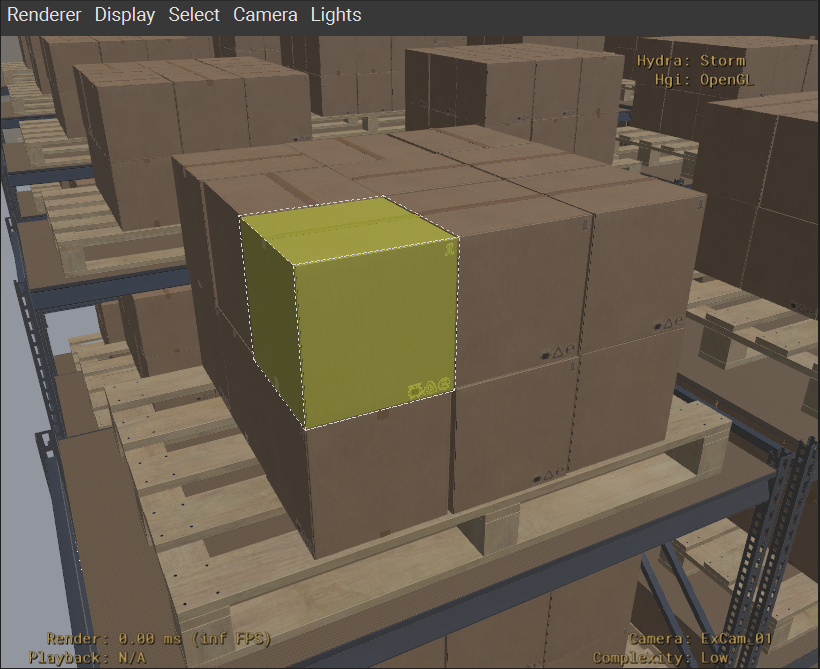 Renderer Display Select Camera Lights
Hydra: Storm
Hgi: OpenGL
Render: 0.00 ms (inf FPS)
Playback: N/A
Camera: ExCam_01
Complexity: Low